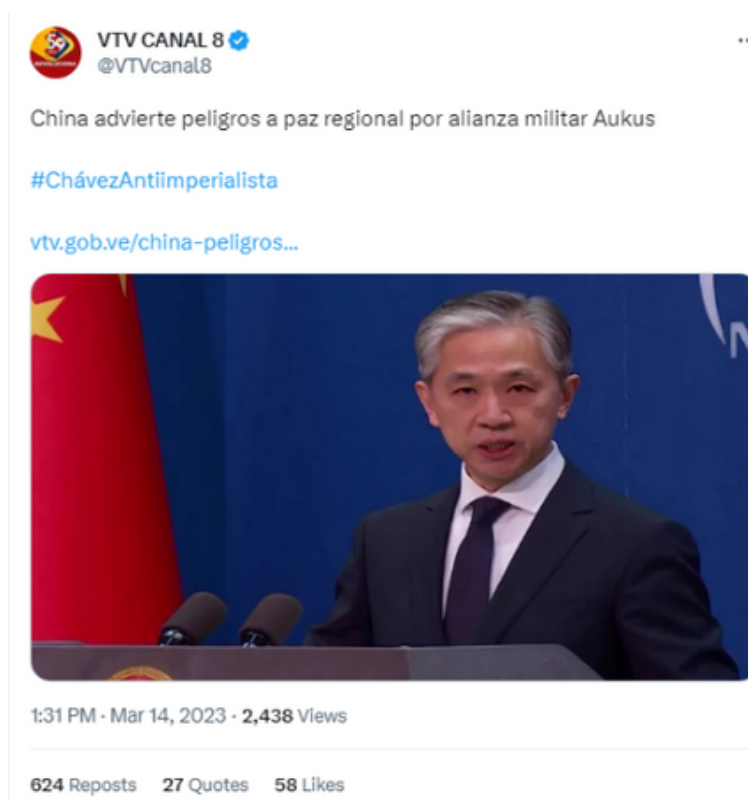 VTV CANAL 8
@VTVcanal8
China advierte peligros a paz regional por alianza militar Aukus
#ChávezAntiimperialista
vtv.gob.ve/china-peligros...
N
1:31 PM · Mar 14, 2023 · 2,438 Views
624 Reposts 27 Quotes 58 Likes